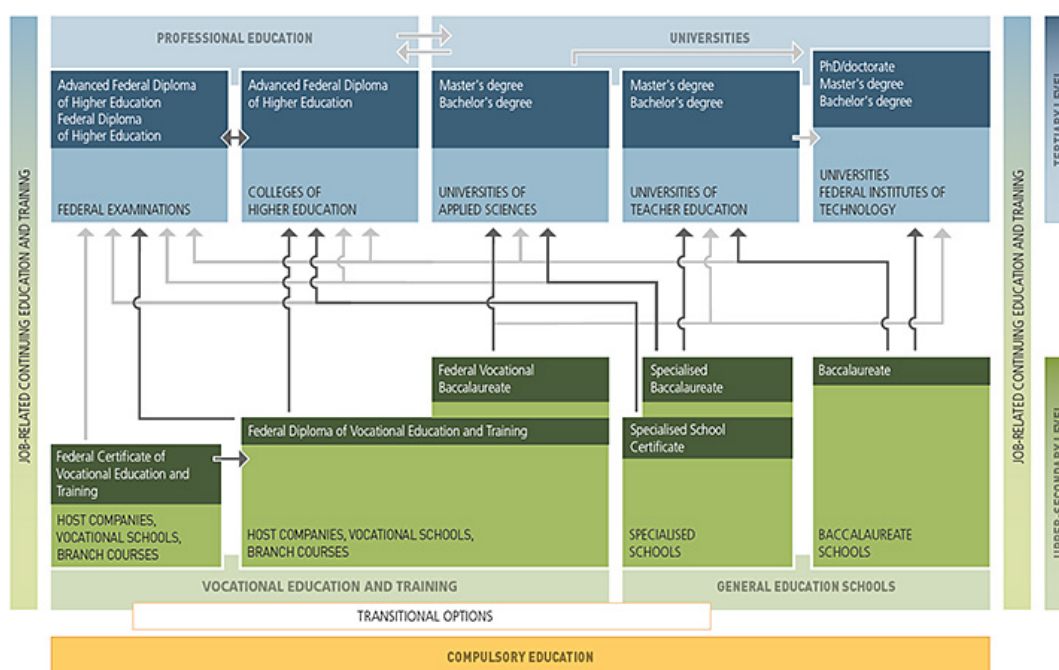 PROFESSIONAL EDUCATION
UNIVERSITIES
Advanced Federal Diploma
of Higher Education
Federal Diploma
of Higher Education
FEDERAL EXAMINATIONS
Advanced Federal Diploma
of Higher Education
COLLEGES OF
HIGHER EDUCATION
Master's degree
Bachelor's degree
UNIVERSITIES OF
APPLIED SCIENCES
Master's degree
Bachelor's degree
UNIVERSITIES OF
TEACHER EDUCATION
PhD/doctorate
Master's degree
Bachelor's degree
UNIVERSITIES
FEDERAL INSTITUTES OF
TECHNOLOGY
JOB-RELATED CONTINUING EDUCATION AND TRAINING
JOB-RELATED CONTINUING EDUCATION AND TRAINING
TERTIARY LEVEL
UPPER-SECONDARY LEVEL
Federal Vocational
Baccalaureate
Specialised
Baccalaureate
Baccalaureate
Federal Diploma of Vocational Education and Training
Specialised School
Certificate
Federal Certificate of
Vocational Education and
Training
HOST COMPANIES,
VOCATIONAL SCHOOLS,
BRANCH COURSES
HOST COMPANIES, VOCATIONAL SCHOOLS,
BRANCH COURSES
SPECIALISED
SCHOOLS
BACCALAUREATE
SCHOOLS
VOCATIONAL EDUCATION AND TRAINING
GENERAL EDUCATION SCHOOLS
TRANSITIONAL OPTIONS
COMPULSORY EDUCATION